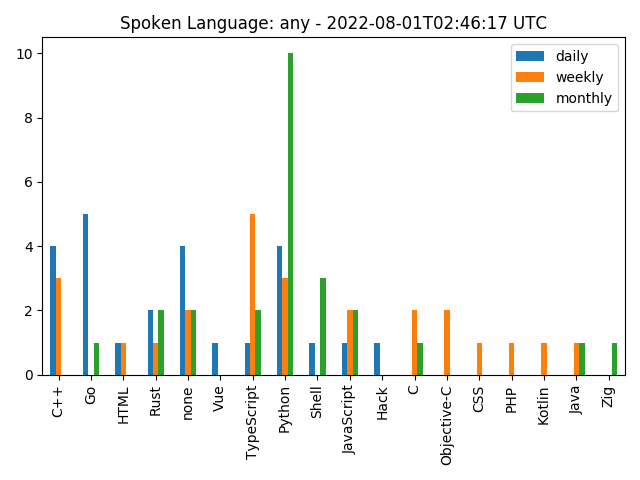 Spoken Language: any - 2022-08-01T02:46:17 UTC
daily
weekly
monthly
10
8
6
4
2
0
C++
Go
HTML
Rust
none
Vue
TypeScript
Python
Shell
JavaScript
Hack
C
Objective-C
CSS
PHP
Kotlin
Java
Zig